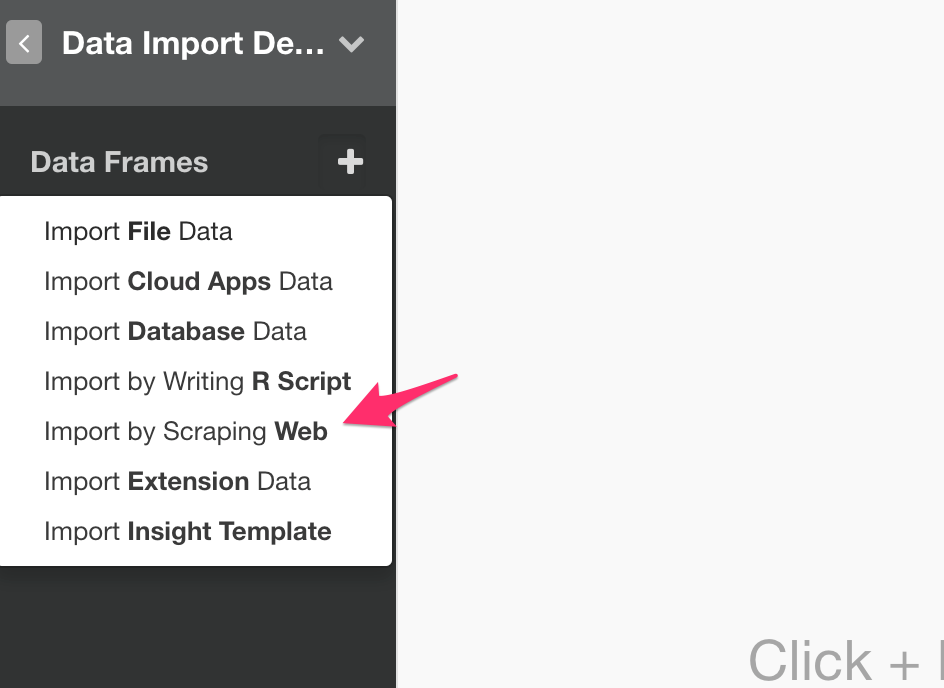 Data Import De...
Data Frames
Import File Data
Import Cloud Apps Data
Import Database Data
Import by Writing R Script
Import by Scraping Web
Import Extension Data
Import Insight Template
Click +